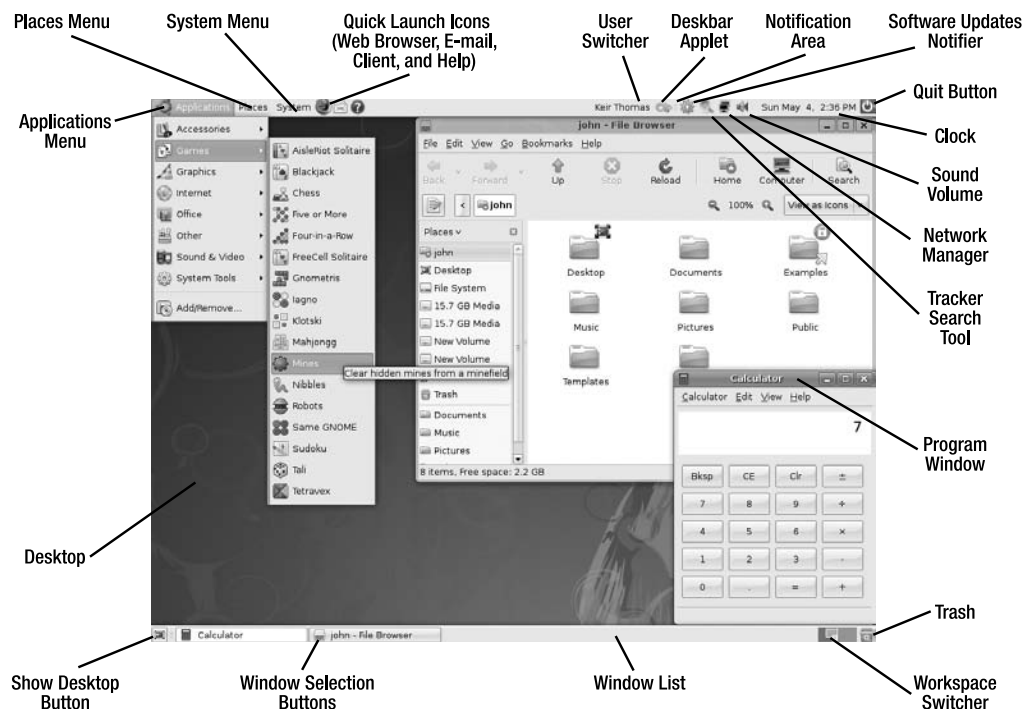 Places Menu
System Menu
Quick Launch Icons
(Web Browser, E-mail,
Client, and Help)
User
Switcher
Deskbar
Applet
Notification
Area
Software Updates
Notifier
Applications
Menu
Quit Button
Clock
Sound
Volume
Network
Manager
Tracker
Search
Tool
Program
Window
Desktop
Trash
Show Desktop
Button
Window Selection
Buttons
Window List
Workspace
Switcher
Applications Places System
Keir Thomas
Sun May 4, 2:36 PM
Accessories
Games
Graphics
Internet
Office
Other
Sound & Video
System Tools
Add/Remove...
AisleRiot Solitaire
Blackjack
Chess
Five or More
Four-in-a-Row
FreeCell Solitaire
Gnometris
Iagno
Klotski
Mahjongg
Mines
Clear hidden mines from a minefield
Nibbles
Robots
Same GNOME
Sudoku
Tali
Tetravex
john - File Browser
File Edit View Go Bookmarks Help
Back Forward Up Stop Reload Home Computer Search
john
100% View as Icons
Places
john
Desktop
File System
15.7 GB Media
15.7 GB Media
New Volume
New Volume
Trash
Documents
Music
Pictures
Desktop Documents Examples
Music Pictures Public
Templates
8 items, Free space: 2.2 GB
Calculator
Calculator Edit View Help
7
Bksp CE Clr ±
7 8 9 ÷
4 5 6 ×
1 2 3 -
0 . = +
Calculator
john - File Browser